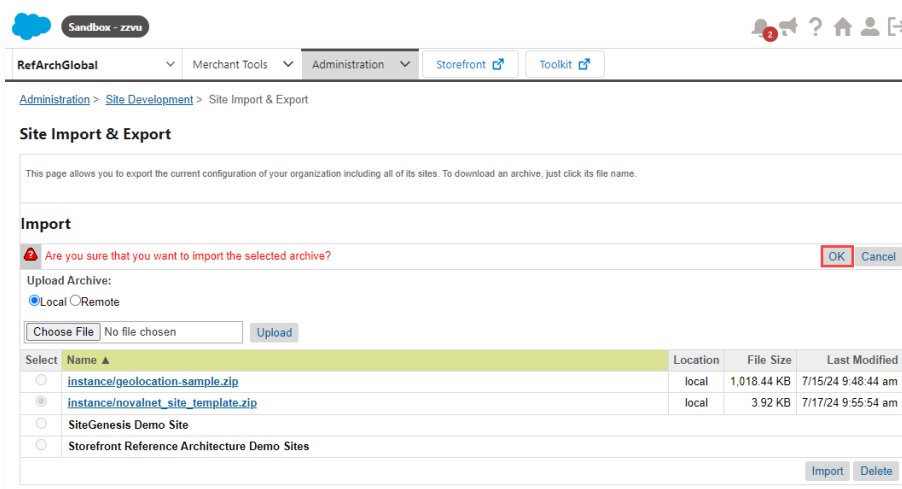 Sandbox - zzvu
2
RefArchGlobal
Merchant Tools
Administration
Storefront
Toolkit
Administration > Site Development > Site Import & Export
Site Import & Export
This page allows you to export the current configuration of your organization including all of its sites. To download an archive, just click its file name.
Import
Are you sure that you want to import the selected archive?
OK Cancel
Upload Archive:
Local Remote
Choose File No file chosen Upload
Select Name ▲ Location File Size Last Modified
instance/geolocation-sample.zip local 1,018.44 KB 7/15/24 9:48:44 am
instance/novalnet_site_template.zip local 3.92 KB 7/17/24 9:55:54 am
SiteGenesis Demo Site
Storefront Reference Architecture Demo Sites
Import Delete